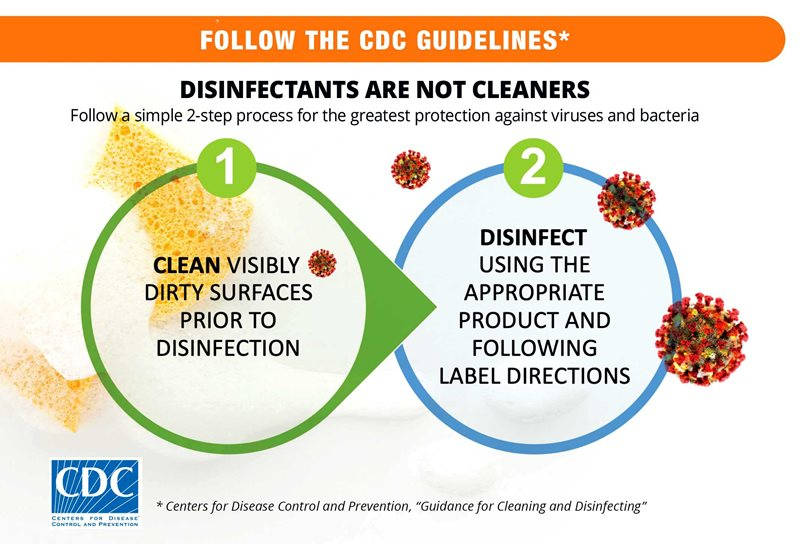 FOLLOW THE CDC GUIDELINES*
DISINFECTANTS ARE NOT CLEANERS
Follow a simple 2-step process for the greatest protection against viruses and bacteria
1
CLEAN VISIBLY
DIRTY SURFACES
PRIOR TO
DISINFECTION
2
DISINFECT
USING THE
APPROPRIATE
PRODUCT AND
FOLLOWING
LABEL DIRECTIONS
CDC
CENTERS FOR DISEASE
CONTROL AND PREVENTION
* Centers for Disease Control and Prevention, “Guidance for Cleaning and Disinfecting”